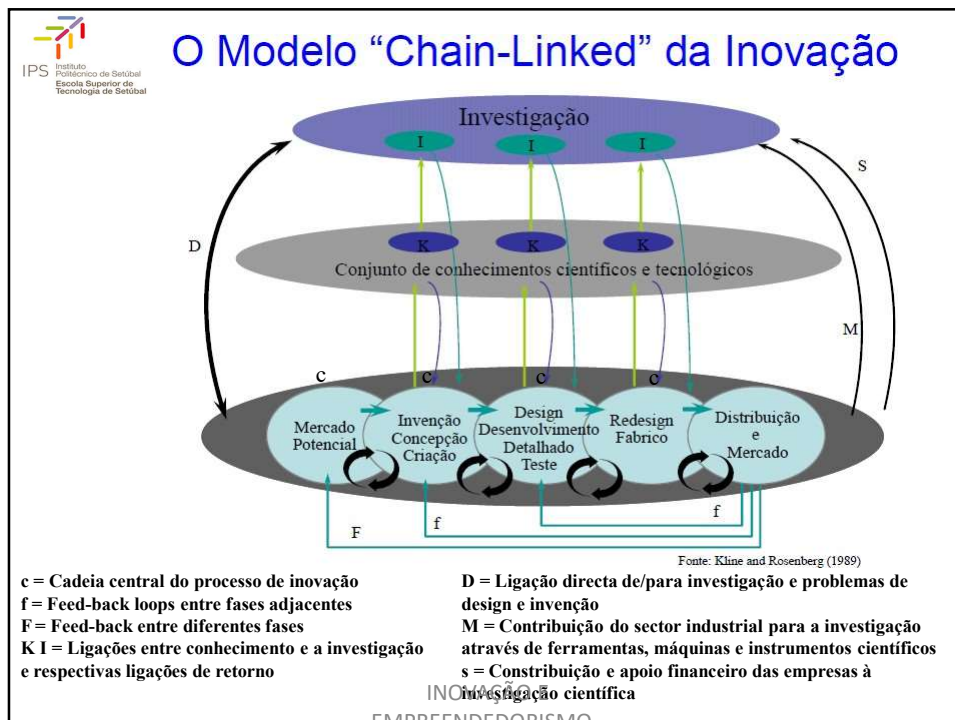 IPS Instituto
Politécnico de Setúbal
Escola Superior de
Tecnologia de Setúbal
O Modelo “Chain-Linked” da Inovação
Investigação
I
I
I
S
D
K
K
K
Conjunto de conhecimentos científicos e tecnológicos
M
c
c
c
c
Mercado
Potencial
Invenção
Concepção
Criação
Design
Desenvolvimento
Detalhado
Teste
Redesign
Fabrico
Distribuição
e
Mercado
f
f
F
Fonte: Kline and Rosenberg (1989)
c = Cadeia central do processo de inovação
f = Feed-back loops entre fases adjacentes
F = Feed-back entre diferentes fases
K I = Ligações entre conhecimento e a investigação
e respectivas ligações de retorno
D = Ligação directa de/para investigação e problemas de
design e invenção
M = Contribuição do sector industrial para a investigação
através de ferramentas, máquinas e instrumentos científicos
s = Constribuição e apoio financeiro das empresas à
investigação científica
INOVAÇÃO E
EMPREENDEDORISMO